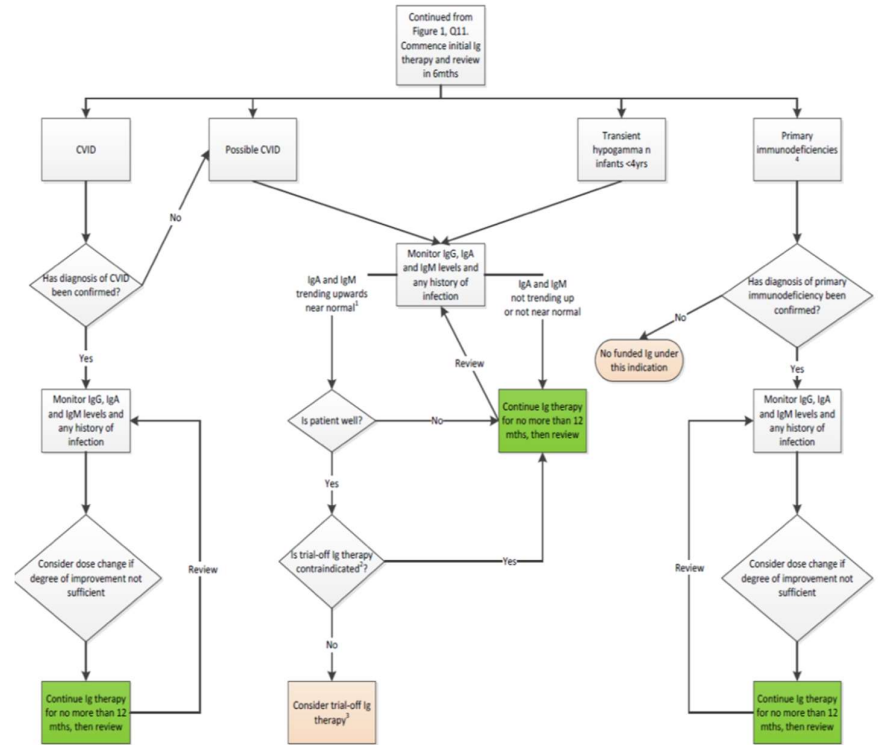 Continued from
Figure 1, Q11.
Commence initial Ig
therapy and review
in 6mths
CVID
Possible CVID
Transient
hypogamma n
infants <4yrs
Primary
immunodeficiencies
4
No
Has diagnosis of CVID
been confirmed?
Monitor IgG, IgA
and IgM levels and
any history of
infection
IgA and IgM
trending upwards
near normal1
IgA and IgM
not trending up
or not near normal
Has diagnosis of primary
immunodeficiency been
confirmed?
No
No funded Ig under
this indication
Yes
Review
Yes
Monitor IgG, IgA
and IgM levels and
any history of
infection
Is patient well?
No
Continue Ig therapy
for no more than 12
mths, then review
Monitor IgG, IgA
and IgM levels and
any history of
infection
Yes
Consider dose change if
degree of improvement not
sufficient
Review
Is trial-off Ig therapy
contraindicated2?
Yes
Review
Consider dose change if
degree of improvement not
sufficient
No
Continue Ig therapy
for no more than 12
mths, then review
Consider trial-off Ig
therapy3
Continue Ig therapy
for no more than 12
mths, then review